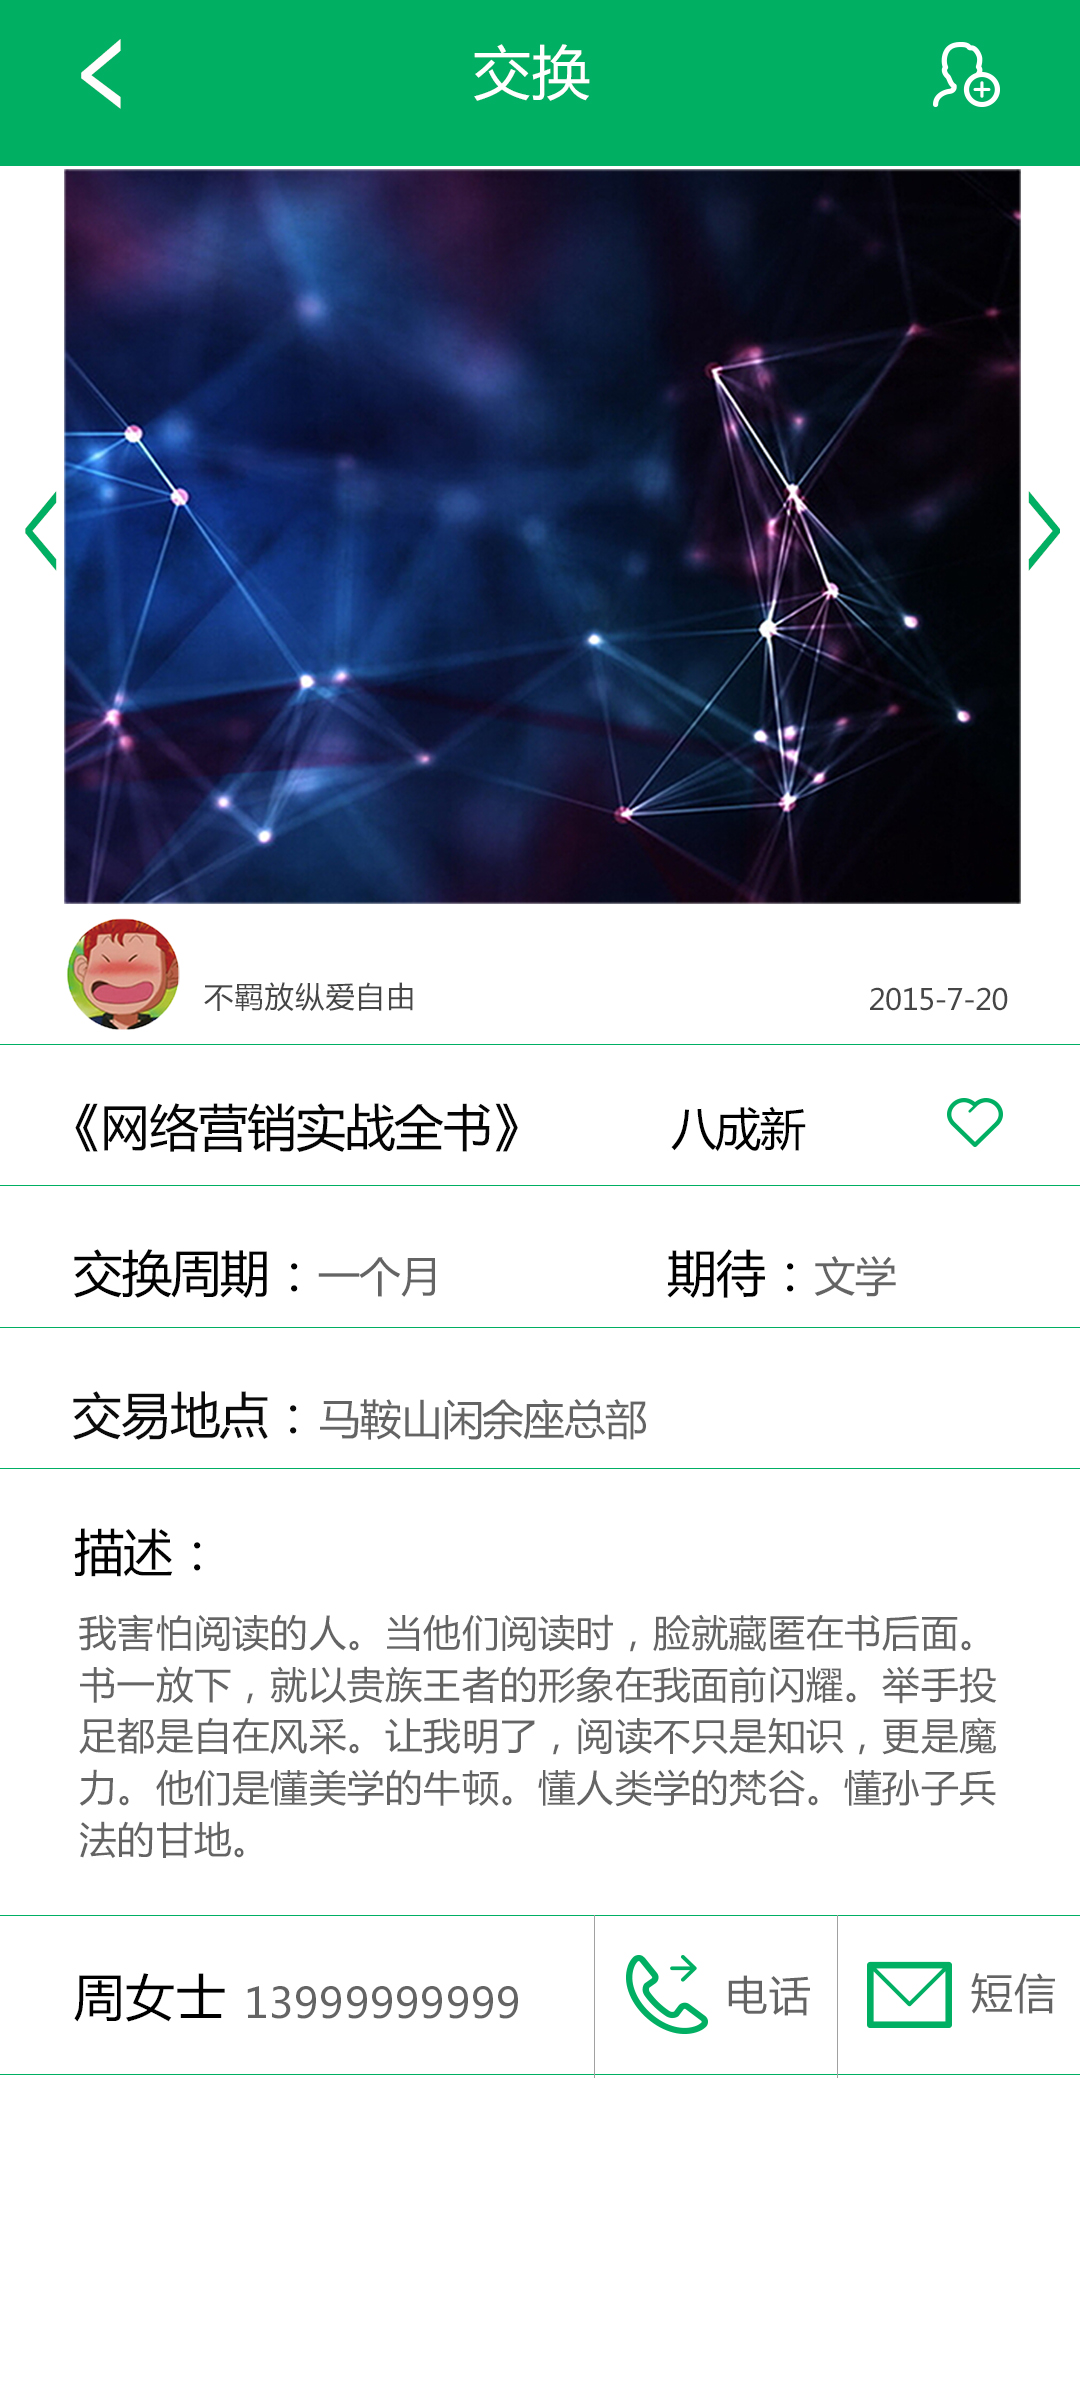 交换
不羁放纵爱自由 2015-7-20
《网络营销实战全书》 八成新
交换周期：一个月 期待：文学
交易地点：马鞍山闲余座总部
描述：
我害怕阅读的人。当他们阅读时，脸就藏匿在书后面。
书一放下，就以贵族王者的形象在我面前闪耀。举手投
足都是自在风采。让我明了，阅读不只是知识，更是魔
力。他们是懂美学的牛顿。懂人类学的梵谷。懂孙子兵
法的甘地。
周女士 13999999999 电话 短信